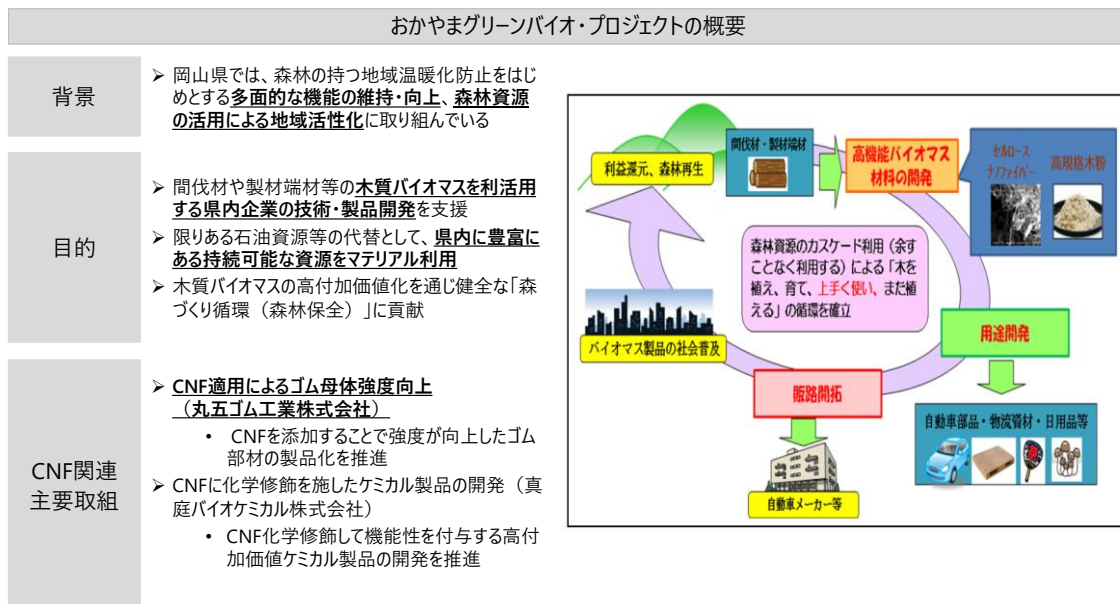 おかやまグリーンバイオ・プロジェクトの概要
背景
➢ 岡山県では、森林の持つ地域温暖化防止をはじ
めとする多面的な機能の維持・向上、森林資源
の活用による地域活性化に取り組んでいる
目的
➢ 間伐材や製材端材等の木質バイオマスを利活用
する県内企業の技術・製品開発を支援
➢ 限りある石油資源等の代替として、県内に豊富に
ある持続可能な資源をマテリアル利用
➢ 木質バイオマスの高付加価値化を通じ健全な「森
づくり循環（森林保全）」に貢献
CNF関連
主要取組
➢ CNF適用によるゴム母体強度向上
（丸五ゴム工業株式会社）
• CNFを添加することで強度が向上したゴム
部材の製品化を推進
➢ CNFに化学修飾を施したケミカル製品の開発（真
庭バイオケミカル株式会社）
• CNF化学修飾して機能性を付与する高付
加価値ケミカル製品の開発を推進
利益還元、森林再生
間伐材・製材端材
高機能バイオマス
材料の開発
セルロース
ナノファイバー
高規格木粉
森林資源のカスケード利用（余す
ことなく利用する）による「木を
植え、育て、上手く使い、まだ植
える」の循環を確立
バイオマス製品の社会普及
用途開発
販路開拓
自動車部品・物流資材・日用品等
自動車メーカー等